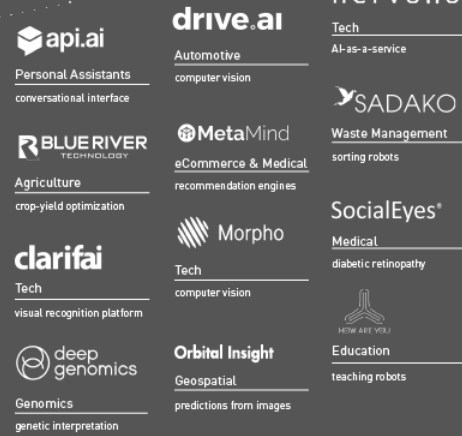 api.ai
Personal Assistants
conversational interface
BLUE RIVER
TECHNOLOGY
Agriculture
crop-yield optimization
clarifai
Tech
visual recognition platform
deep
genomics
Genomics
genetic interpretation
drive.ai
Automotive
computer vision
MetaMind
eCommerce & Medical
recommendation engines
Morpho
Tech
computer vision
Orbital Insight
Geospatial
predictions from images
Tech
AI-as-a-service
SADAKO
Waste Management
sorting robots
SocialEyes®
Medical
diabetic retinopathy
HOW ARE YOU
Education
teaching robots